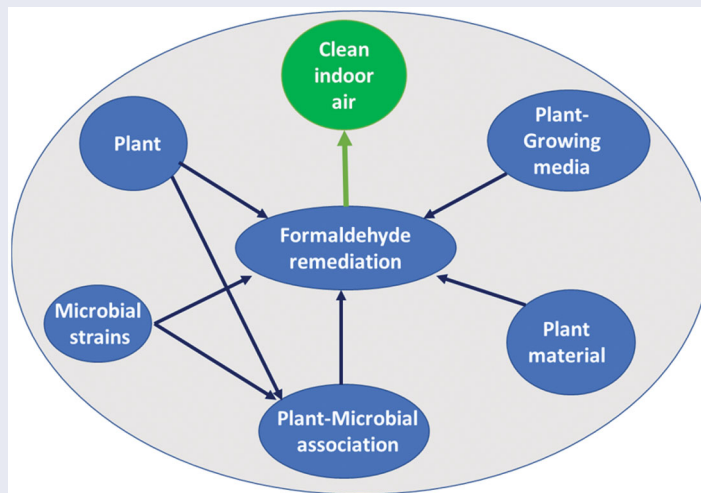 Clean
indoor
air
Plant
Plant-
Growing
media
Formaldehyde
remediation
Microbial
strains
Plant
material
Plant-Microbial
association